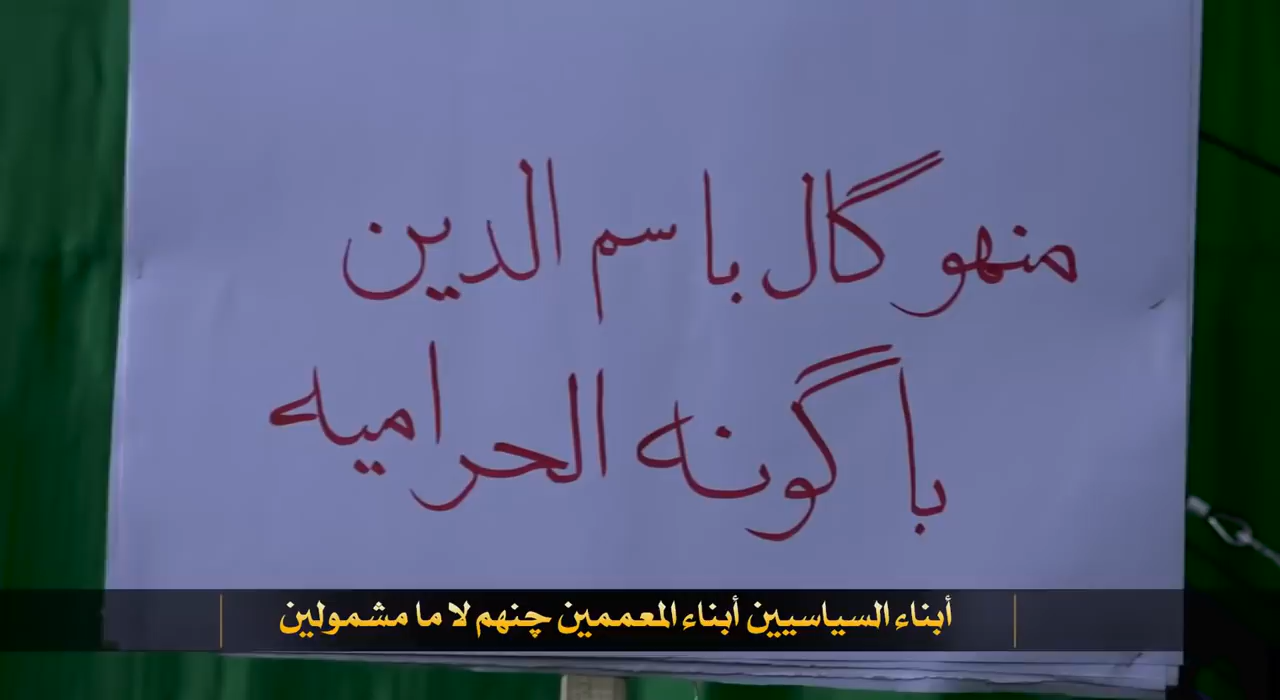 منهو گال باسم الدين
باگونه الحراميه
أبناء السياسيين أبناء المعممين چنهم لا ما مشمولين